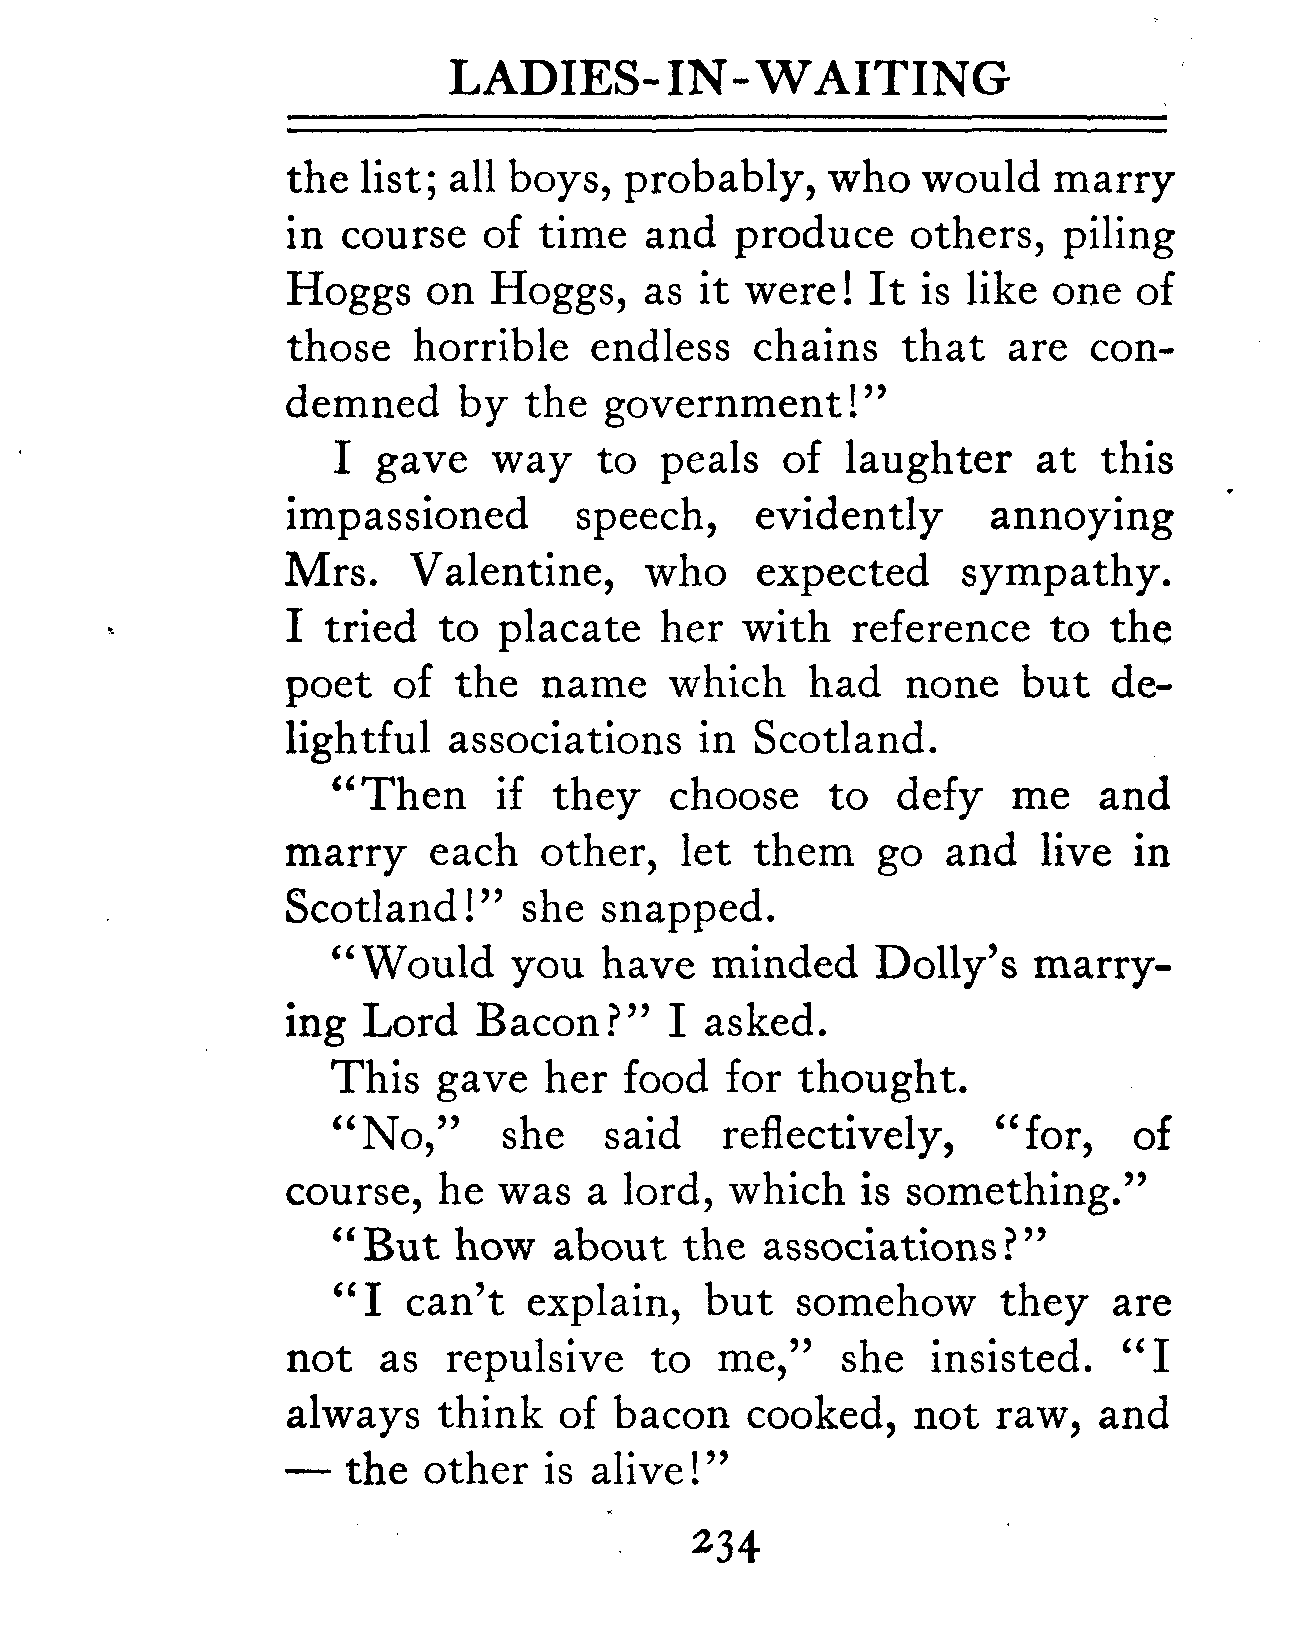 LADIES-IN-WAITING
the list; all boys, probably, who would marry
in course of time and produce others, piling
Hoggs on Hoggs, as it were! It is like one of
those horrible endless chains that are con-
demned by the government!”
I gave way to peals of laughter at this
impassioned speech, evidently annoying
Mrs. Valentine, who expected sympathy.
I tried to placate her with reference to the
poet of the name which had none but de-
lightful associations in Scotland.
“Then if they choose to defy me and
marry each other, let them go and live in
Scotland!” she snapped.
“Would you have minded Dolly’s marry-
ing Lord Bacon?” I asked.
This gave her food for thought.
“No,” she said reflectively, “for, of
course, he was a lord, which is something.”
“But how about the associations?”
“I can’t explain, but somehow they are
not as repulsive to me,” she insisted. “I
always think of bacon cooked, not raw, and
— the other is alive!”
234